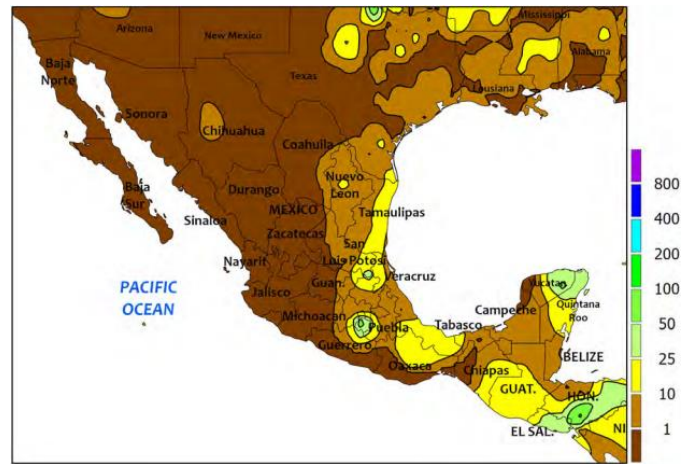 Mississippi
Arizona
New Mexico
Alabama
Baja
Norte
Texas
Lousiana
Sonora
Chihuahua
Coahuila
Nuevo
Leon
Baja
Sur
Durango
MEXICO
Tamaulipas
Sinaloa
Zacatecas
San
Luis Potosi
Nayarit
Guan.
Veracruz
Yucatan
PACIFIC
OCEAN
Jalisco
Campeche
Quintana
Roo
Michoacan
Puebla
Tabasco
Guerrero
BELIZE
Oaxaca
Chiapas
GUAT.
HON.
EL SAL.
NI
800
400
200
100
50
25
10
1